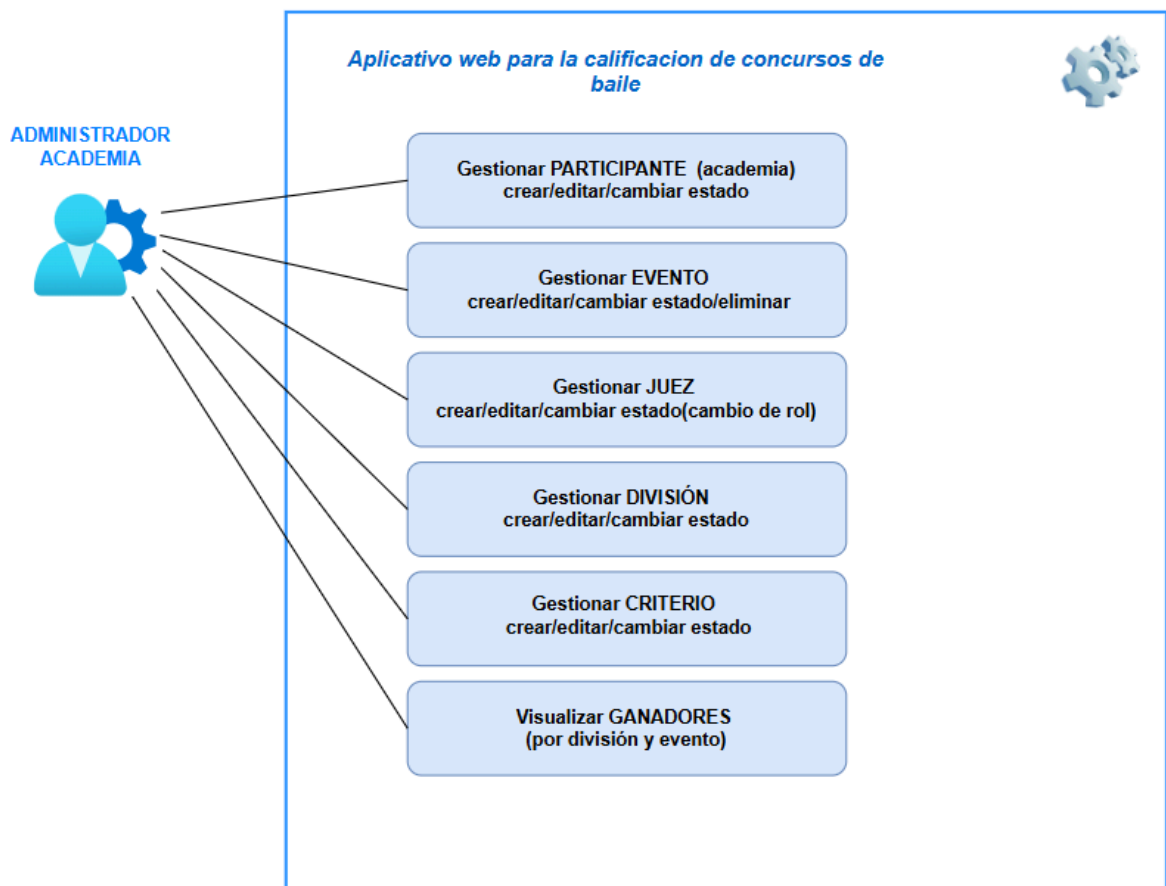 Aplicativo web para la calificacion de concursos de
baile
ADMINISTRADOR
ACADEMIA
Gestionar PARTICIPANTE (academia)
crear/editar/cambiar estado
Gestionar EVENTO
crear/editar/cambiar estado/eliminar
Gestionar JUEZ
crear/editar/cambiar estado(cambio de rol)
Gestionar DIVISIÓN
crear/editar/cambiar estado
Gestionar CRITERIO
crear/editar/cambiar estado
Visualizar GANADORES
(por división y evento)